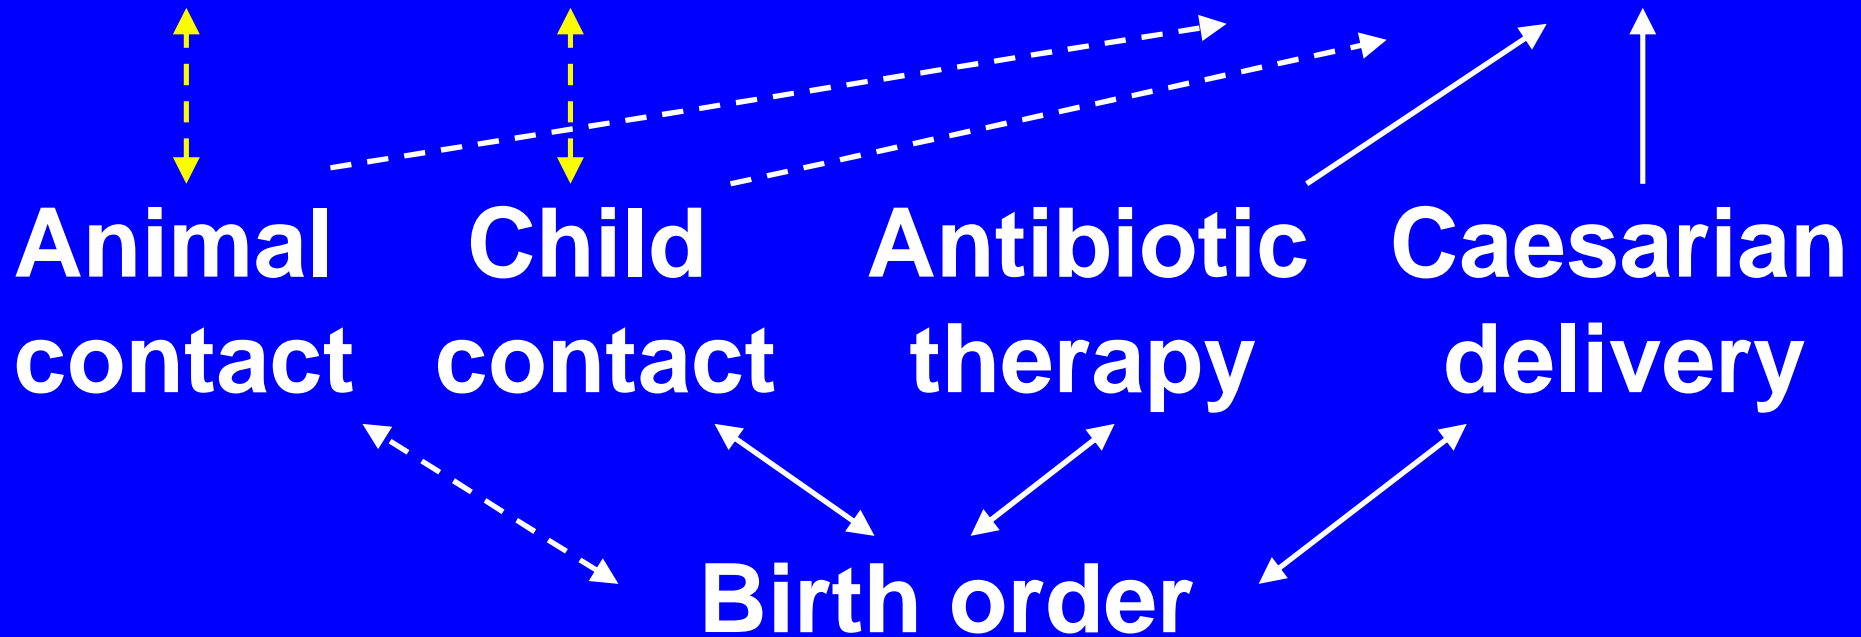 Animal Child Antibiotic Caesarian
contact contact therapy delivery
Birth order